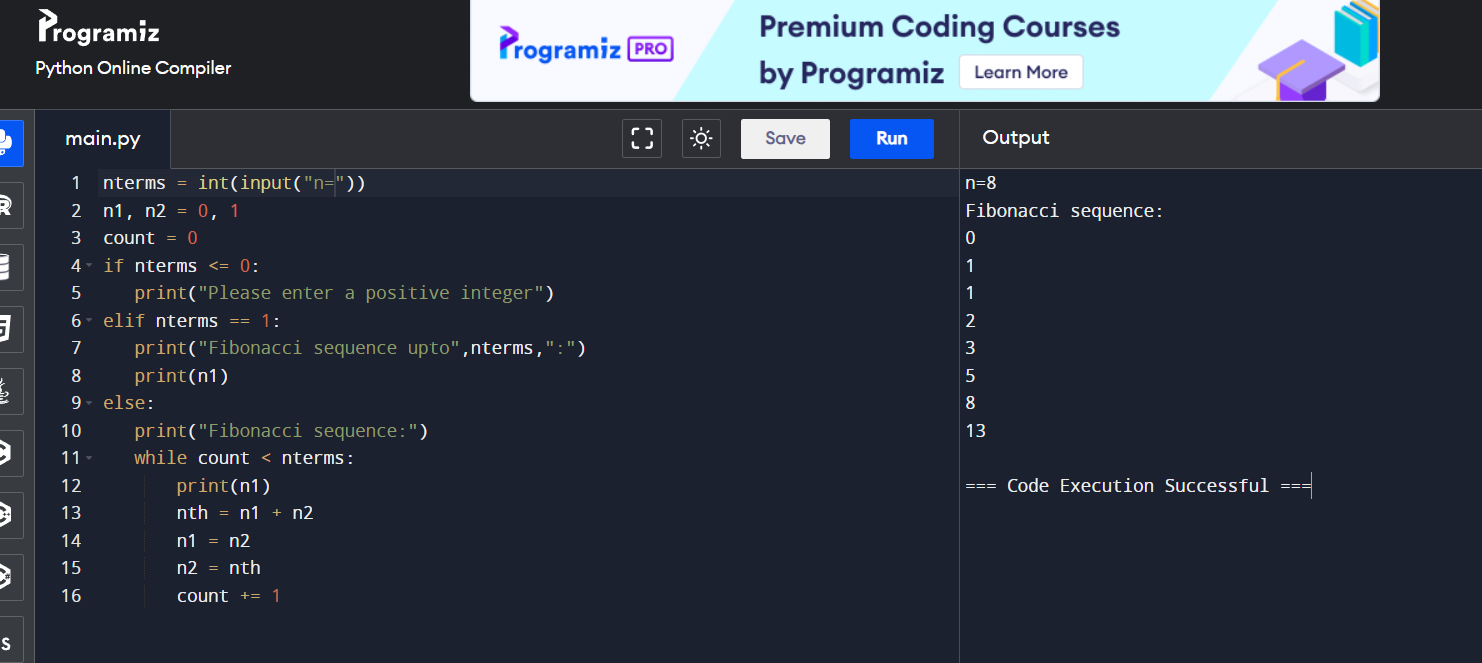 Programiz
Python Online Compiler
Programiz PRO
Premium Coding Courses
by Programiz
Learn More
main.py
Save
Run
Output
1 nterms = int(input("n="))
2 n1, n2 = 0, 1
3 count = 0
4 if nterms <= 0:
5    print("Please enter a positive integer")
6 elif nterms == 1:
7    print("Fibonacci sequence upto",nterms,":")
8    print(n1)
9 else:
10    print("Fibonacci sequence:")
11    while count < nterms:
12        print(n1)
13        nth = n1 + n2
14        n1 = n2
15        n2 = nth
16        count += 1
n=8
Fibonacci sequence:
0
1
1
2
3
5
8
13
=== Code Execution Successful ===